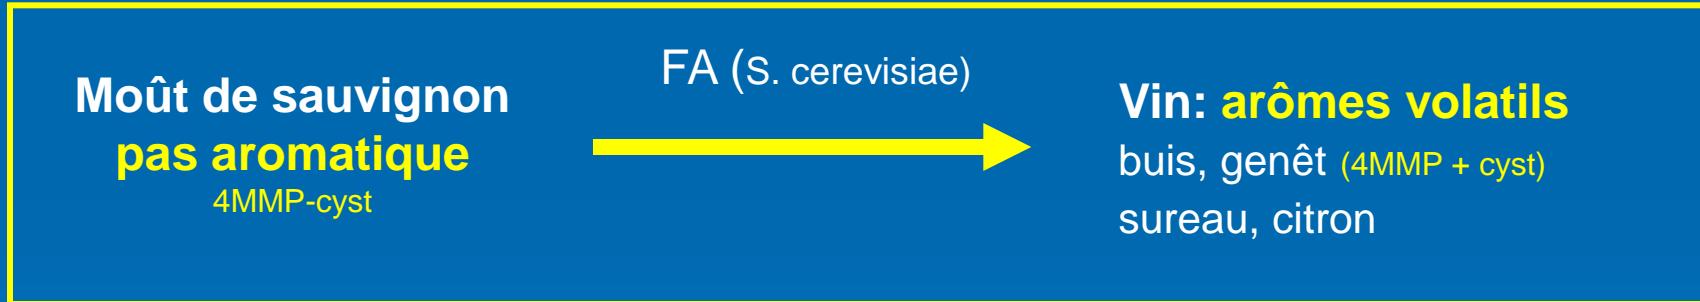 Moût de sauvignon
pas aromatique
4MMP-cyst
FA (S. cerevisiae)
Vin: arômes volatils
buis, genêt (4MMP + cyst)
sureau, citron